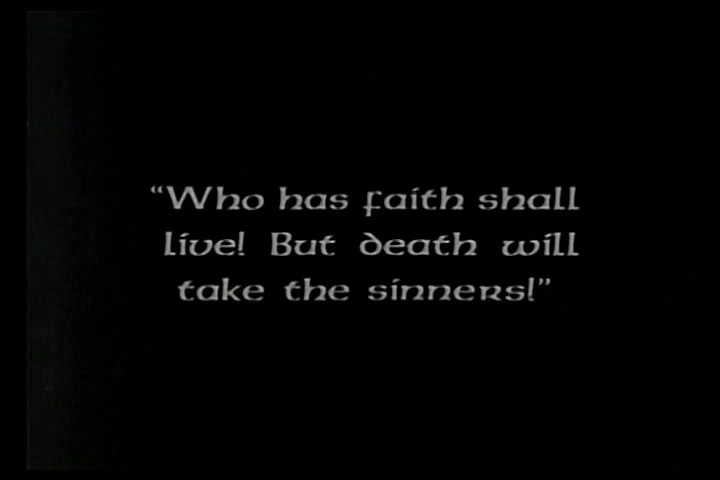 “Who has faith shall
live! But death will
take the sinners!”